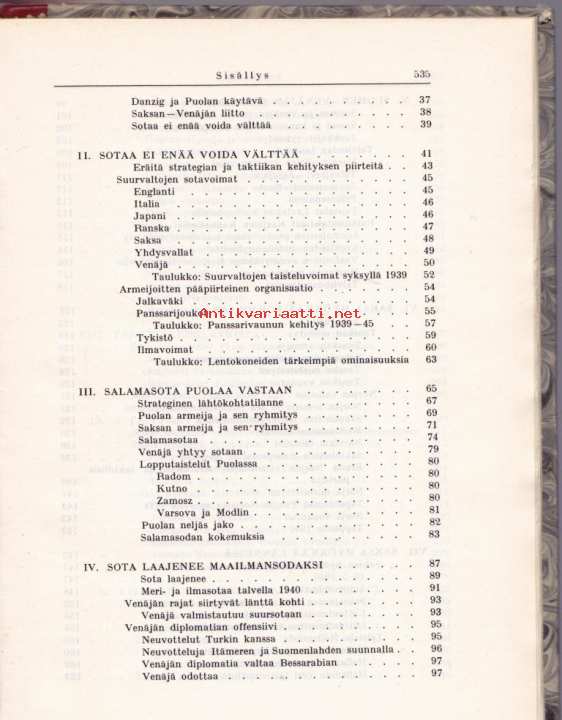 Sisällys 535
Danzig ja Puolan käytävä . . . . . . . . . . 37
Saksan—Venäjän liitto . . . . . . . . . . . 38
Sotaa ei enää voida välttää . . . . . . . . . 39
II. SOTAA EI ENÄÄ VOIDA VÄLTTÄÄ . . . . . . . 41
Eräitä strategian ja taktiikan kehityksen piirteitä . . 43
Suurvaltojen sotavoimat . . . . . . . . . . . . 45
Englanti . . . . . . . . . . . . . . . . . 45
Italia . . . . . . . . . . . . . . . . . . 46
Japani . . . . . . . . . . . . . . . . . . 46
Ranska . . . . . . . . . . . . . . . . . . 47
Saksa . . . . . . . . . . . . . . . . . . 48
Yhdysvallat . . . . . . . . . . . . . . . . 49
Venäjä . . . . . . . . . . . . . . . . . . 50
Taulukko: Suurvaltojen taisteluvoimat syksyllä 1939 52
Armeijoitten pääpiirteinen organisaatio . . . . . . . 54
Jalkaväki . . . . . . . . . . . . . . . . . 54
Panssarijoukot . . . . . . . . . . . . . . . 55
Antikvariaatti.net
Taulukko: Panssarivaunun kehitys 1939—45 . . . 57
Tykistö . . . . . . . . . . . . . . . . . . 59
Ilmavoimat . . . . . . . . . . . . . . . . 60
Taulukko: Lentokoneiden tärkeimpiä ominaisuuksia 63
III. SALAMASOTA PUOLAA VASTAAN . . . . . . . . 65
Strateginen lähtökohtatilanne . . . . . . . . . 67
Puolan armeija ja sen ryhmitys . . . . . . . . 69
Saksan armeija ja sen ryhmitys . . . . . . . . 71
Salamasotaa . . . . . . . . . . . . . . . . 74
Venäjä yhtyy sotaan . . . . . . . . . . . . 79
Lopputaistelut Puolassa . . . . . . . . . . . 80
Radom . . . . . . . . . . . . . . . . . 80
Kutno . . . . . . . . . . . . . . . . . 80
Zamosz . . . . . . . . . . . . . . . . . 80
Varsova ja Modlin . . . . . . . . . . . . 81
Puolan neljäs jako . . . . . . . . . . . . . 82
Salamasodan kokemuksia . . . . . . . . . . 83
IV. SOTA LAAJENEE MAAILMANSODAKSI . . . . . . 87
Sota laajenee . . . . . . . . . . . . . . . 89
Meri- ja ilmasotaa talvella 1940 . . . . . . . . 91
Venäjän rajat siirtyvät länttä kohti . . . . . . . . 93
Venäjä valmistautuu suursotaan . . . . . . . . 93
Venäjän diplomatian offensiivi . . . . . . . . . . 95
Neuvottelut Turkin kanssa . . . . . . . . . . 95
Neuvotteluja Itämeren ja Suomenlahden suunnalla . . 96
Venäjän diplomatia valtaa Bessarabian . . . . . . 97
Venäjä odottaa . . . . . . . . . . . . . . 97